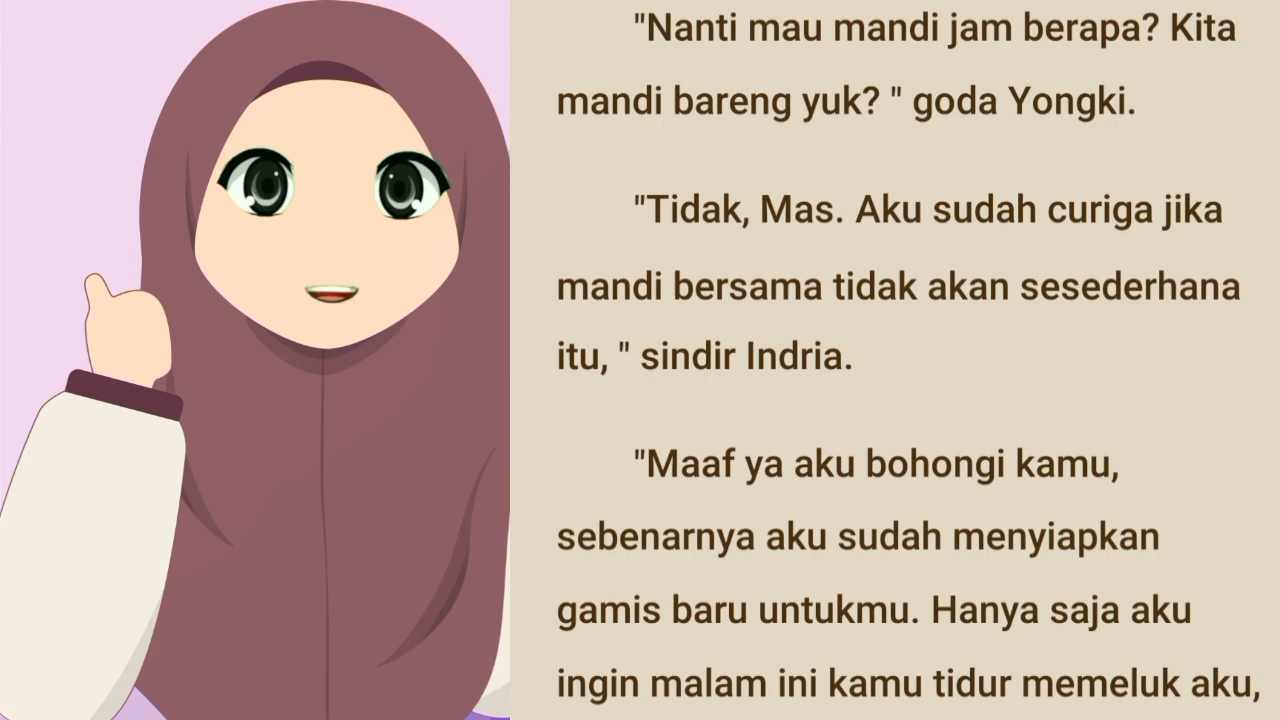 "Nanti mau mandi jam berapa? Kita
mandi bareng yuk? " goda Yongki.
"Tidak, Mas. Aku sudah curiga jika
mandi bersama tidak akan sesederhana
itu, " sindir Indria.
"Maaf ya aku bohongi kamu,
sebenarnya aku sudah menyiapkan
gamis baru untukmu. Hanya saja aku
ingin malam ini kamu tidur memeluk aku,